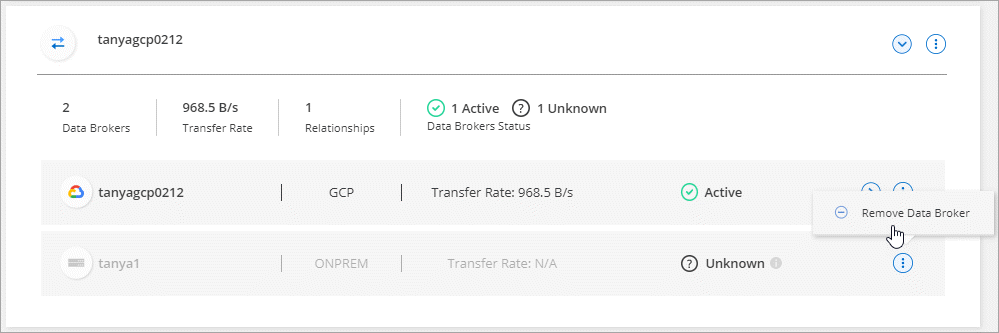 tanyagcp0212
2 968.5 B/s 1 1 Active ? 1 Unknown
Data Brokers Transfer Rate Relationships Data Brokers Status
tanyagcp0212 GCP Transfer Rate: 968.5 B/s Active
Remove Data Broker
tanya1 ONPREM Transfer Rate: N/A ? Unknown i